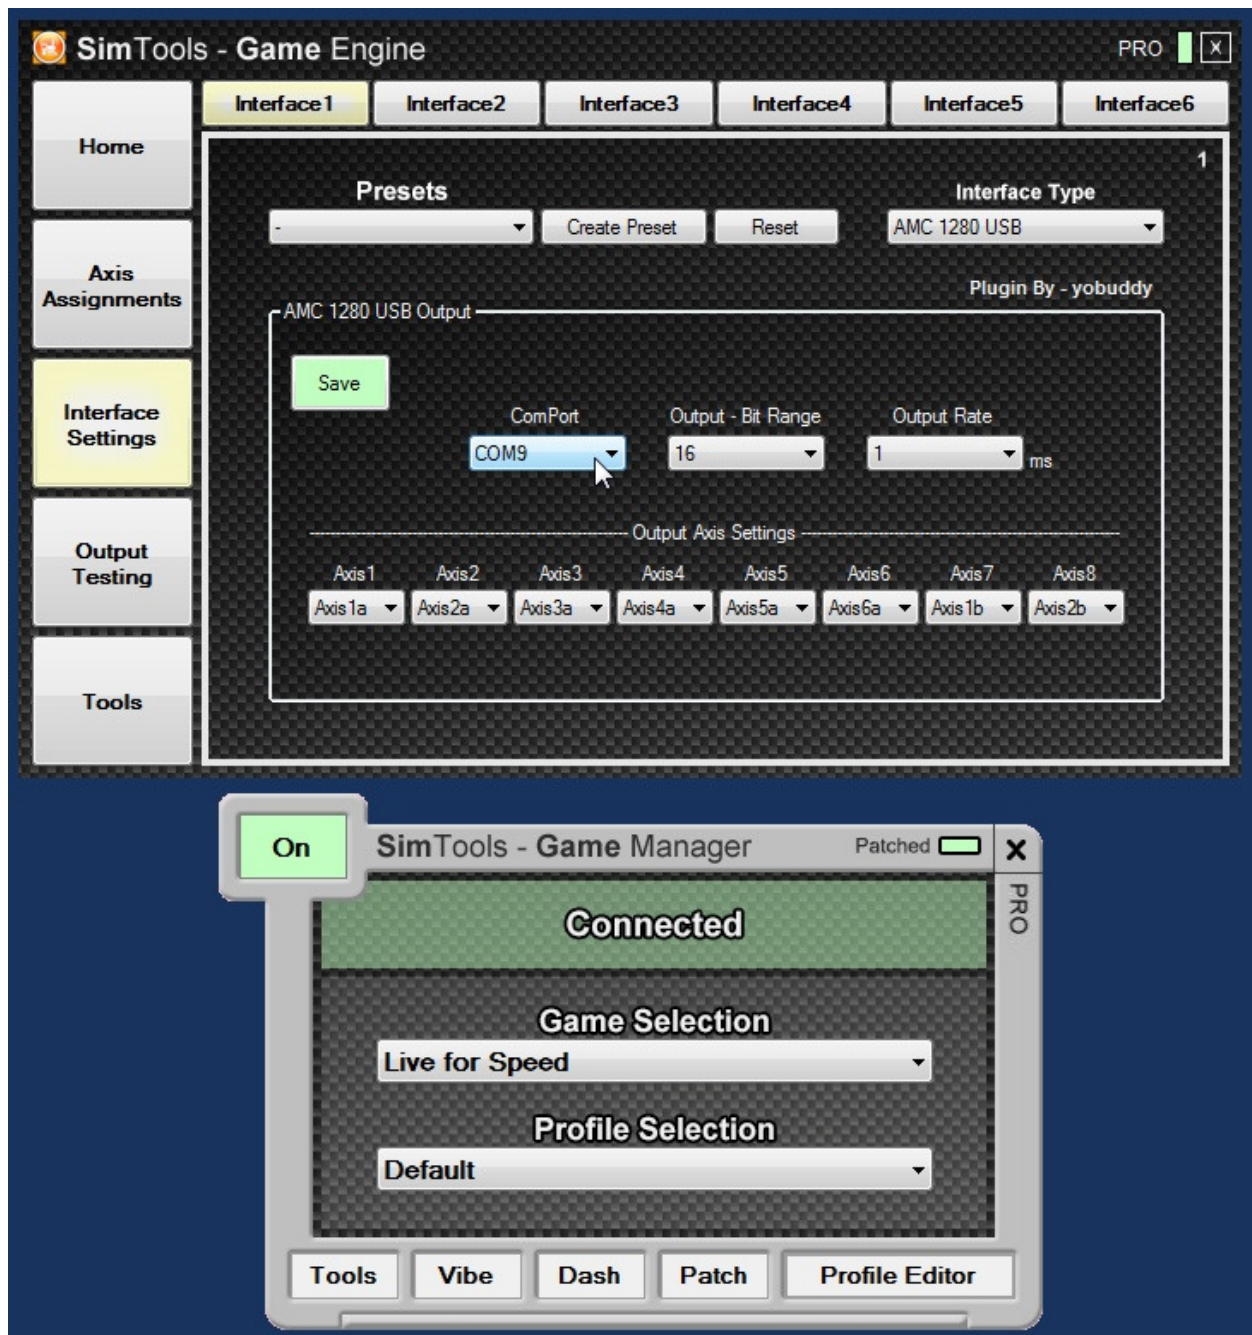 SimTools - Game Engine
PRO
X
Interface1 Interface2 Interface3 Interface4 Interface5 Interface6
Home
Axis
Assignments
Interface
Settings
Output
Testing
Tools
1
Presets
Interface Type
- Create Preset Reset AMC 1280 USB
Plugin By - yobuddy
AMC 1280 USB Output
Save
ComPort Output - Bit Range Output Rate
COM9 16 1 ms
Output Axis Settings
Axis1 Axis2 Axis3 Axis4 Axis5 Axis6 Axis7 Axis8
Axis1a Axis2a Axis3a Axis4a Axis5a Axis6a Axis1b Axis2b
On
SimTools - Game Manager
Patched
X
PRO
Connected
Game Selection
Live for Speed
Profile Selection
Default
Tools Vibe Dash Patch Profile Editor